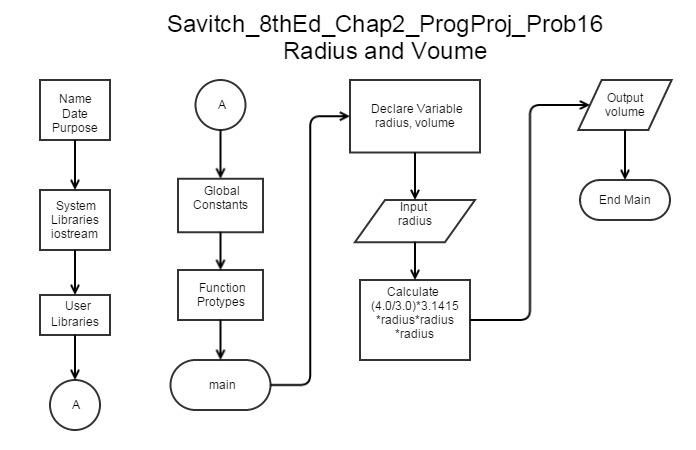 Savitch_8thEd_Chap2_ProgProj_Prob16
Radius and Voume
Name
Date
Purpose
System
Libraries
iostream
User
Libraries
A
A
Global
Constants
Function
Protypes
main
Declare Variable
radius, volume
Input
radius
Calculate
(4.0/3.0)*3.1415
*radius*radius
*radius
Output
volume
End Main